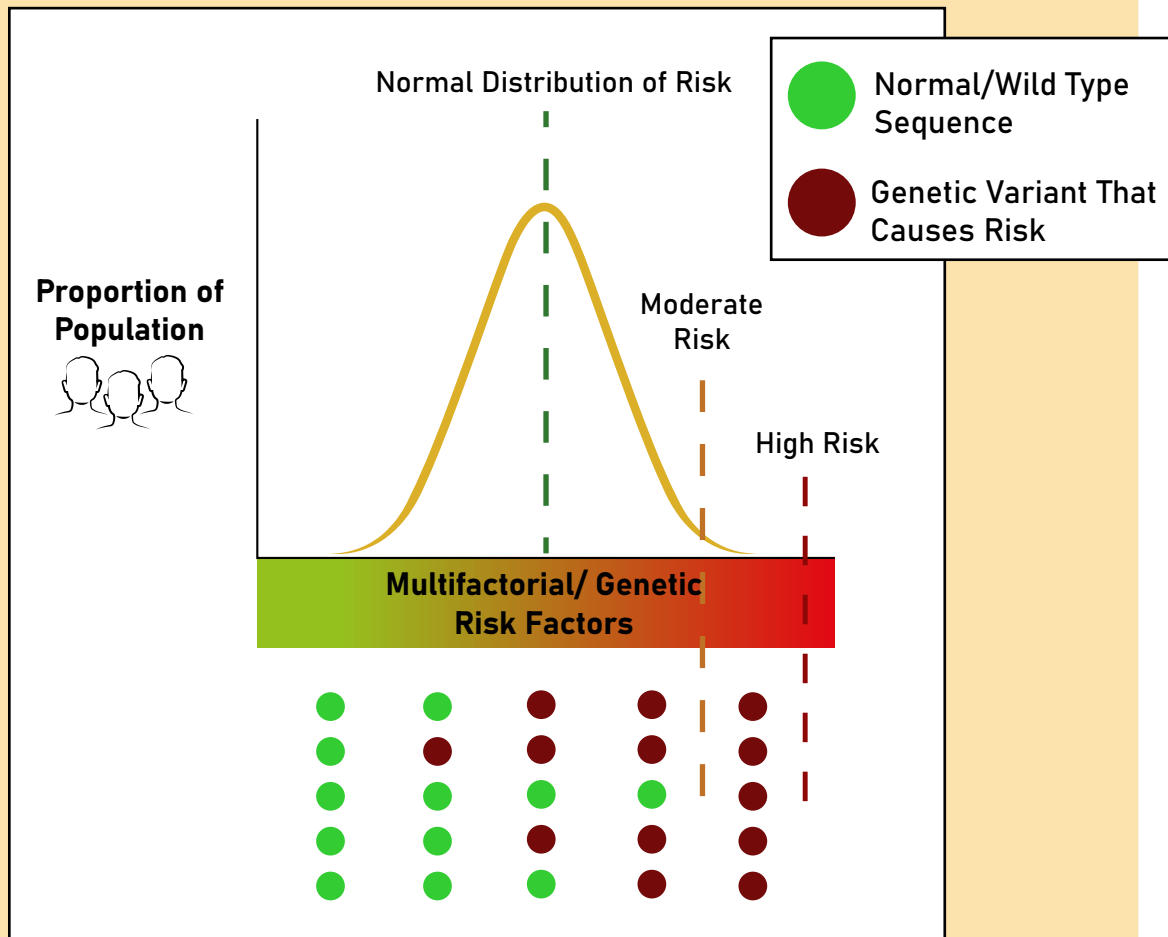 Normal Distribution of Risk
Normal/Wild Type
Sequence
Genetic Variant That
Causes Risk
Proportion of
Population
Moderate
Risk
High Risk
Multifactorial/ Genetic
Risk Factors